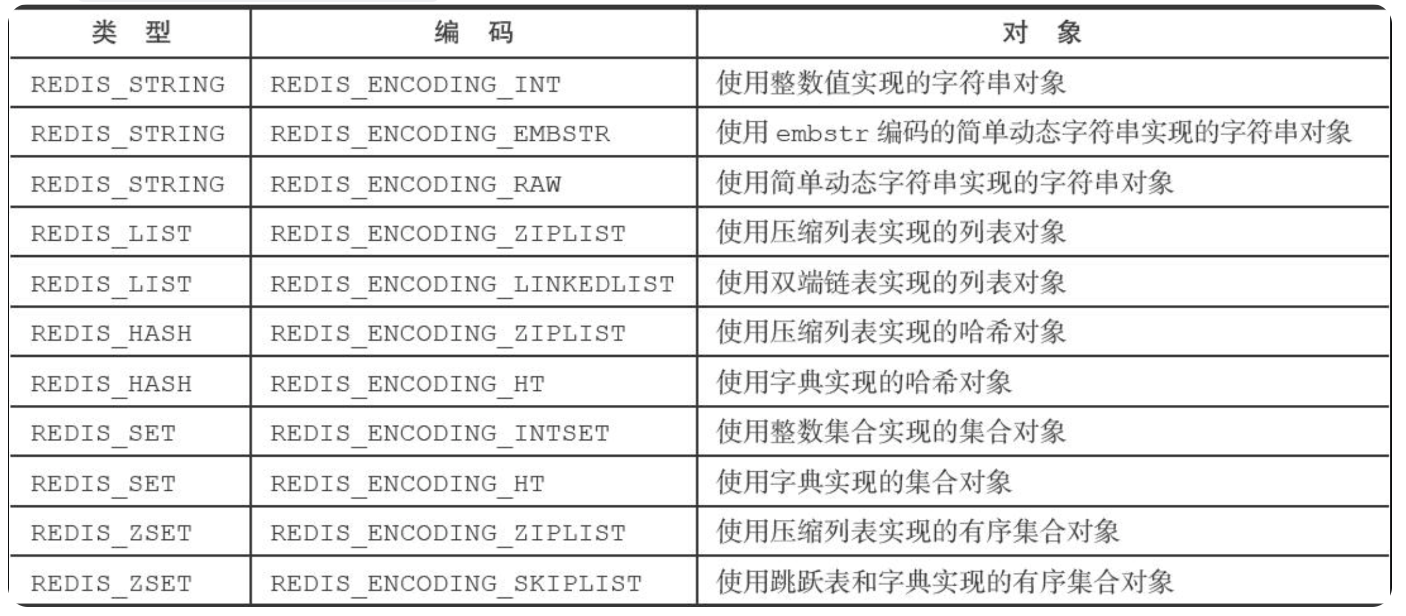 类 型 编 码 对 象
REDIS_STRING REDIS_ENCODING_INT 使用整数值实现的字符串对象
REDIS_STRING REDIS_ENCODING_EMBSTR 使用 embstr 编码的简单动态字符串实现的字符串对象
REDIS_STRING REDIS_ENCODING_RAW 使用简单动态字符串实现的字符串对象
REDIS_LIST REDIS_ENCODING_ZIPLIST 使用压缩列表实现的列表对象
REDIS_LIST REDIS_ENCODING_LINKEDLIST 使用双端链表实现的列表对象
REDIS_HASH REDIS_ENCODING_ZIPLIST 使用压缩列表实现的哈希对象
REDIS_HASH REDIS_ENCODING_HT 使用字典实现的哈希对象
REDIS_SET REDIS_ENCODING_INTSET 使用整数集合实现的集合对象
REDIS_SET REDIS_ENCODING_HT 使用字典实现的集合对象
REDIS_ZSET REDIS_ENCODING_ZIPLIST 使用压缩列表实现的有序集合对象
REDIS_ZSET REDIS_ENCODING_SKIPLIST 使用跳跃表和字典实现的有序集合对象